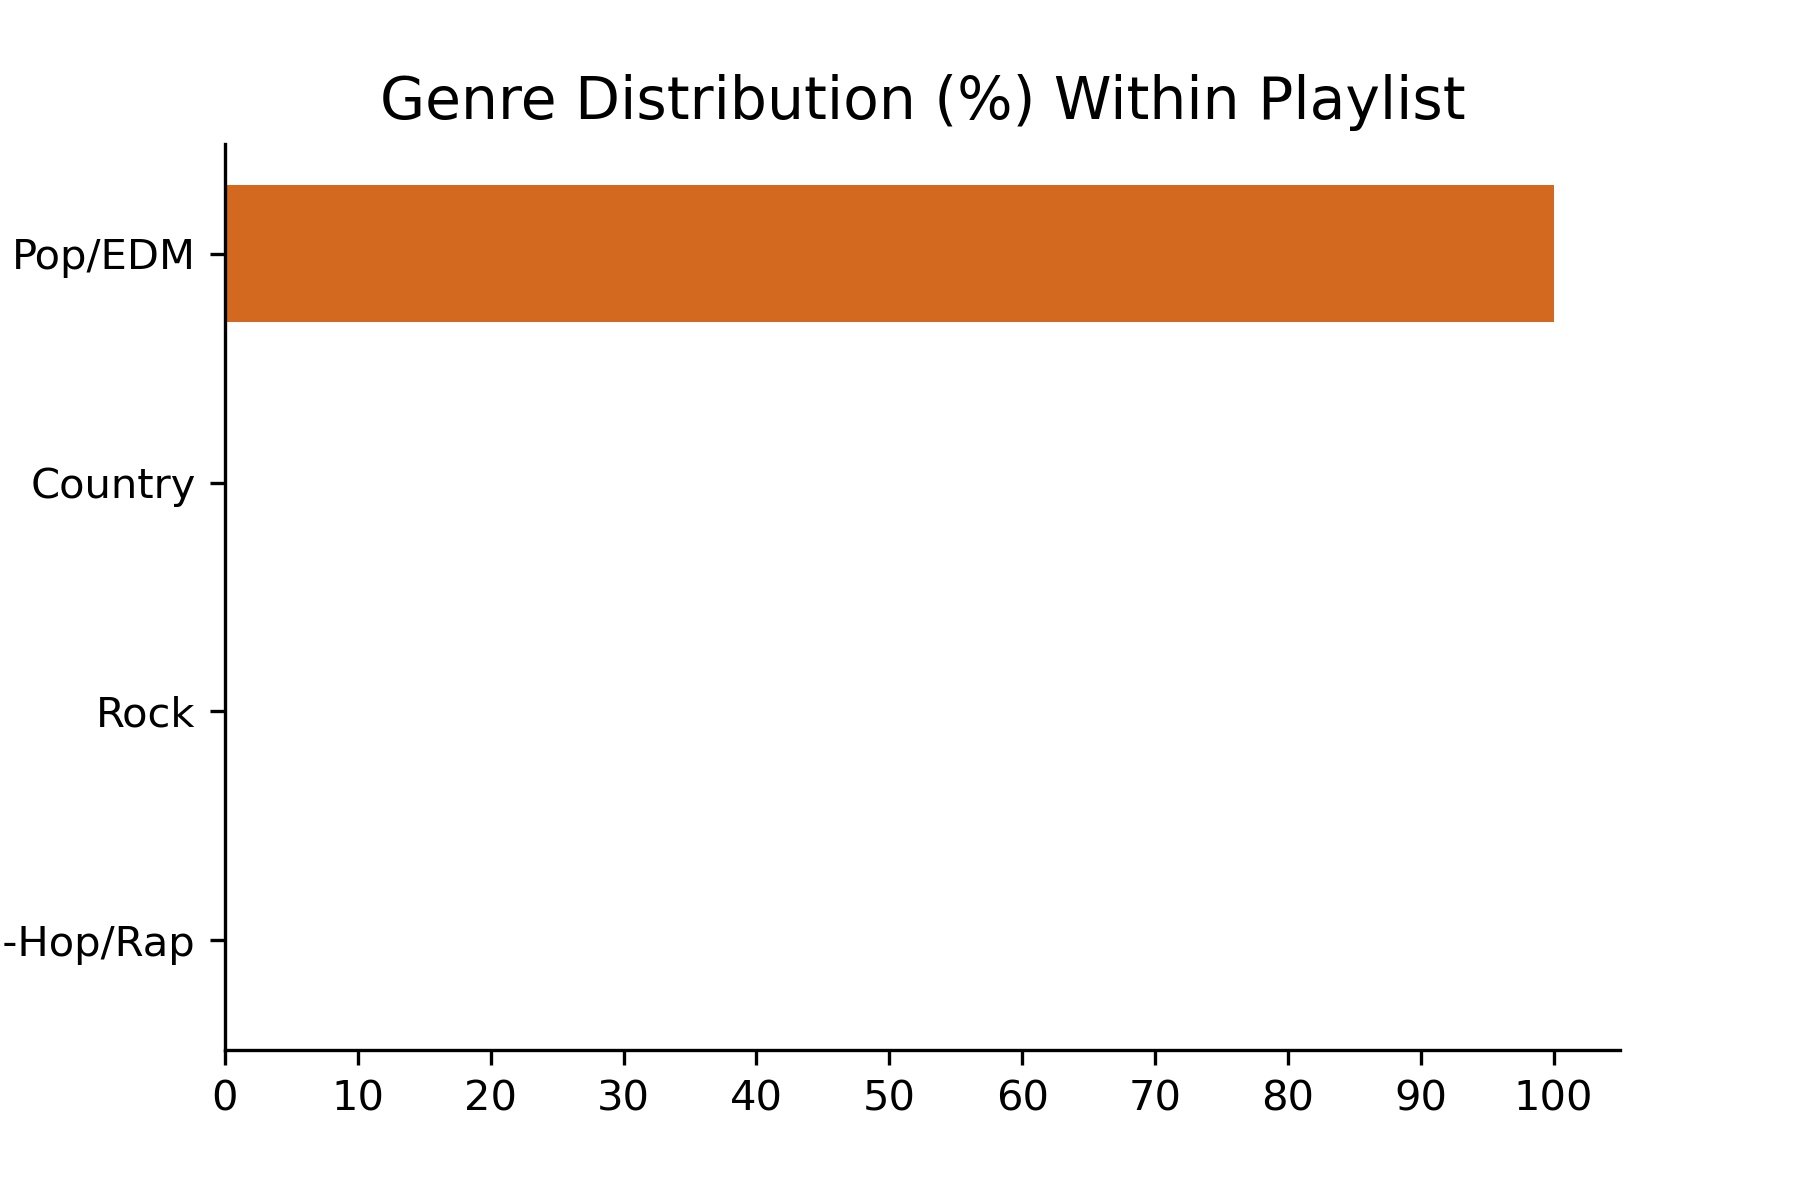 Genre Distribution (%) Within Playlist
Pop/EDM
Country
Rock
-Hop/Rap
0 10 20 30 40 50 60 70 80 90 100